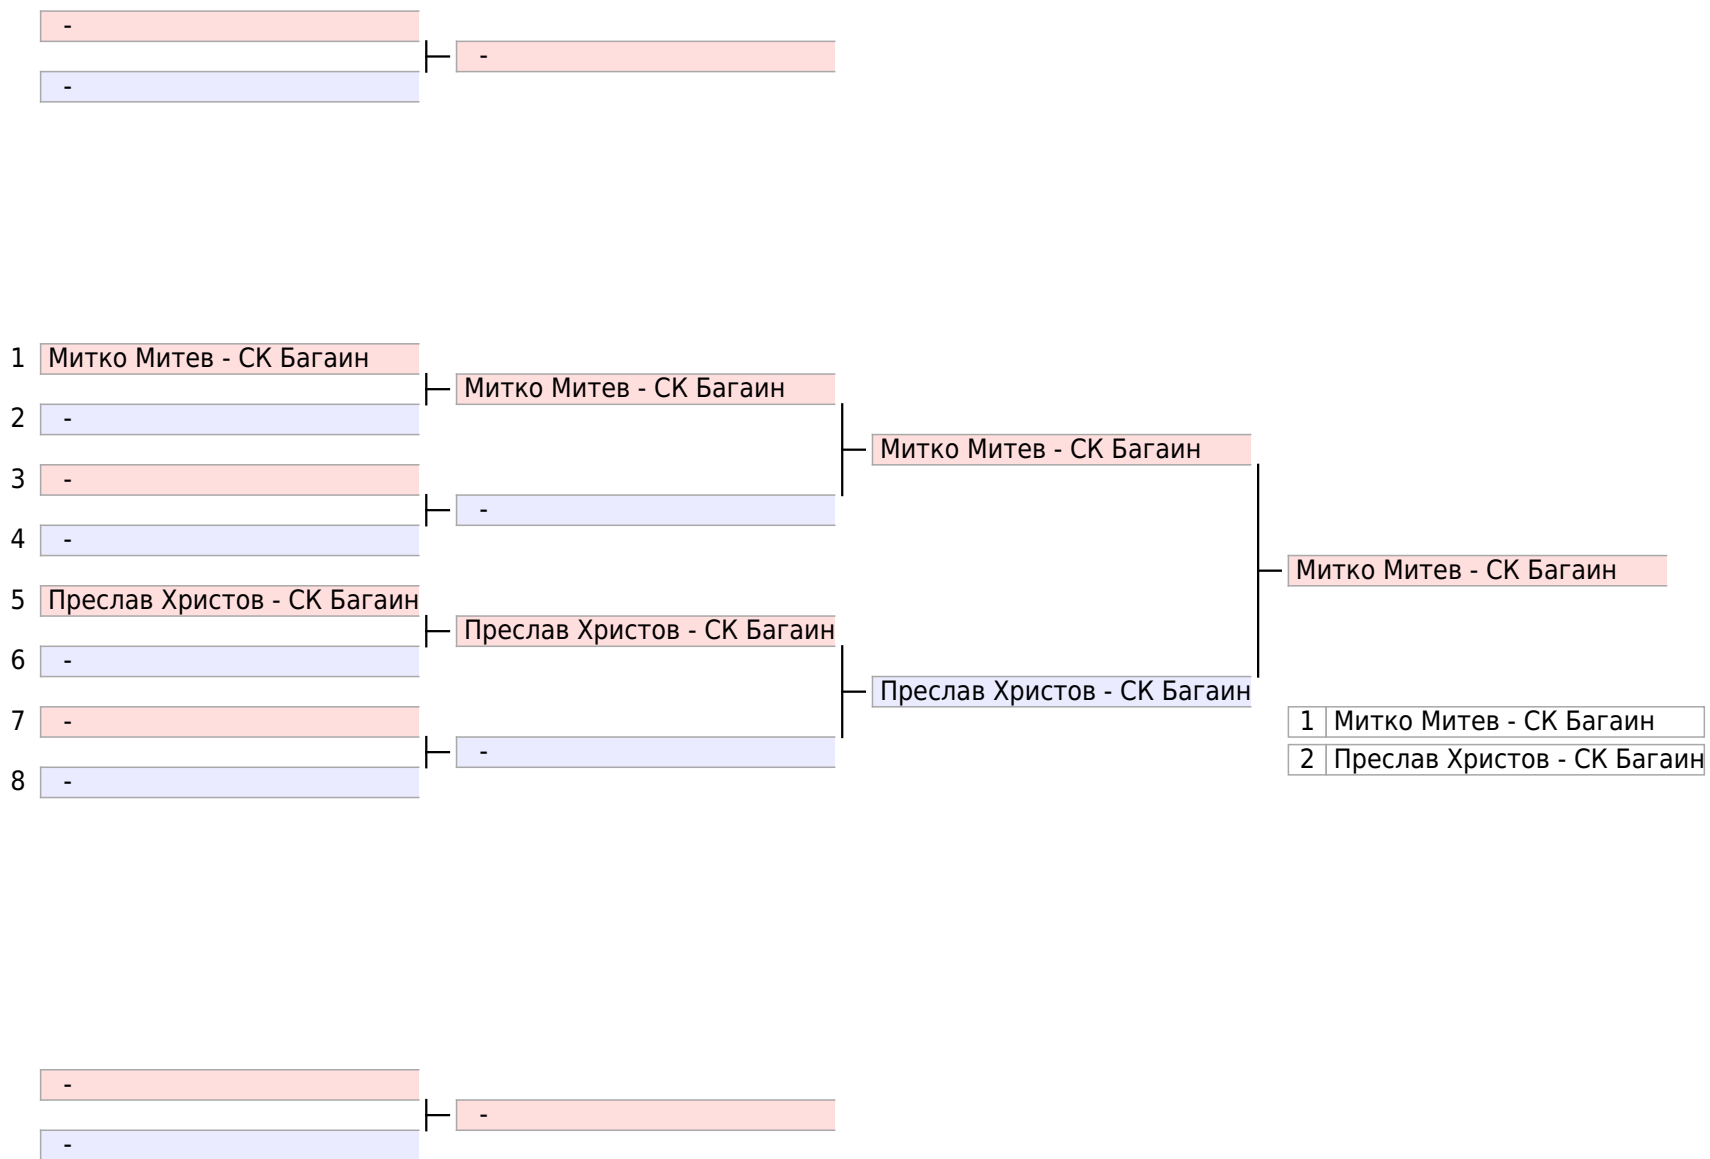 -
-
-
1 Митко Митев - СК Багаин
Митко Митев - СК Багаин
2 -
Митко Митев - СК Багаин
3 -
-
4 -
Митко Митев - СК Багаин
5 Преслав Христов - СК Багаин
Преслав Христов - СК Багаин
6 -
Преслав Христов - СК Багаин
7 -
1 Митко Митев - СК Багаин
-
2 Преслав Христов - СК Багаин
8 -
-
-
-